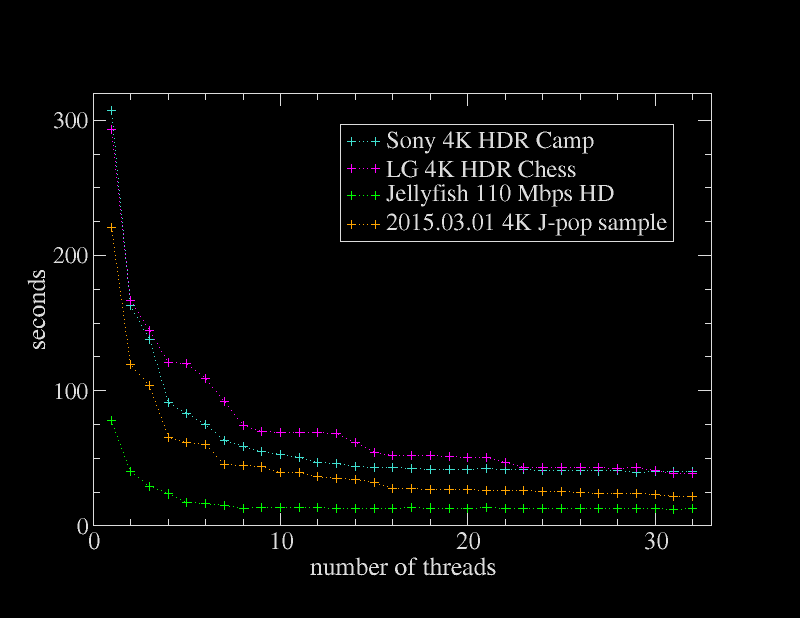 300
200
100
0
seconds
Sony 4K HDR Camp
LG 4K HDR Chess
Jellyfish 110 Mbps HD
2015.03.01 4K J-pop sample
0 10 20 30
number of threads